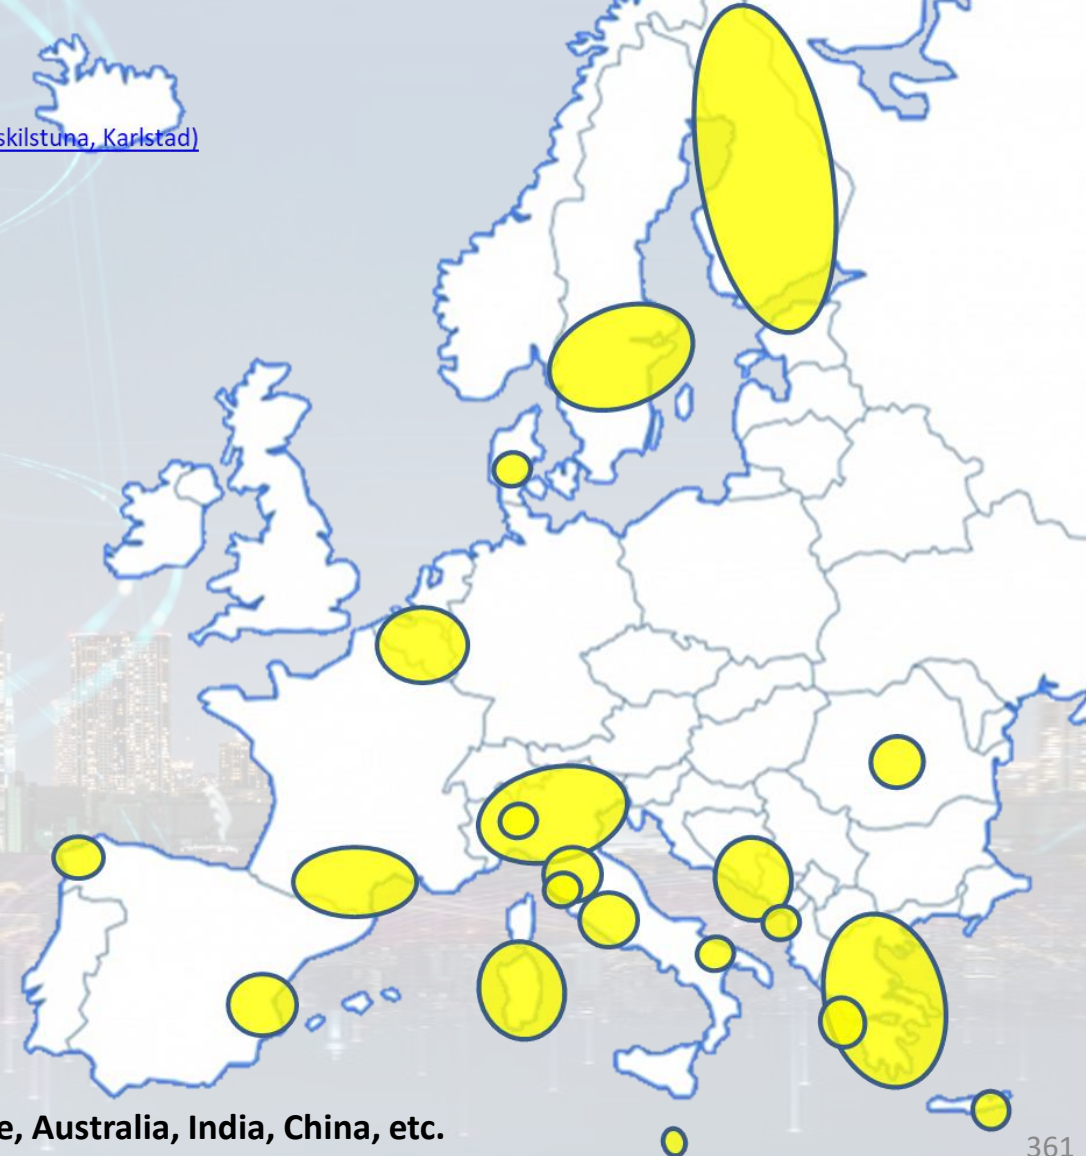 skilstuna, Karlstad)
e, Australia, India, China, etc.
361